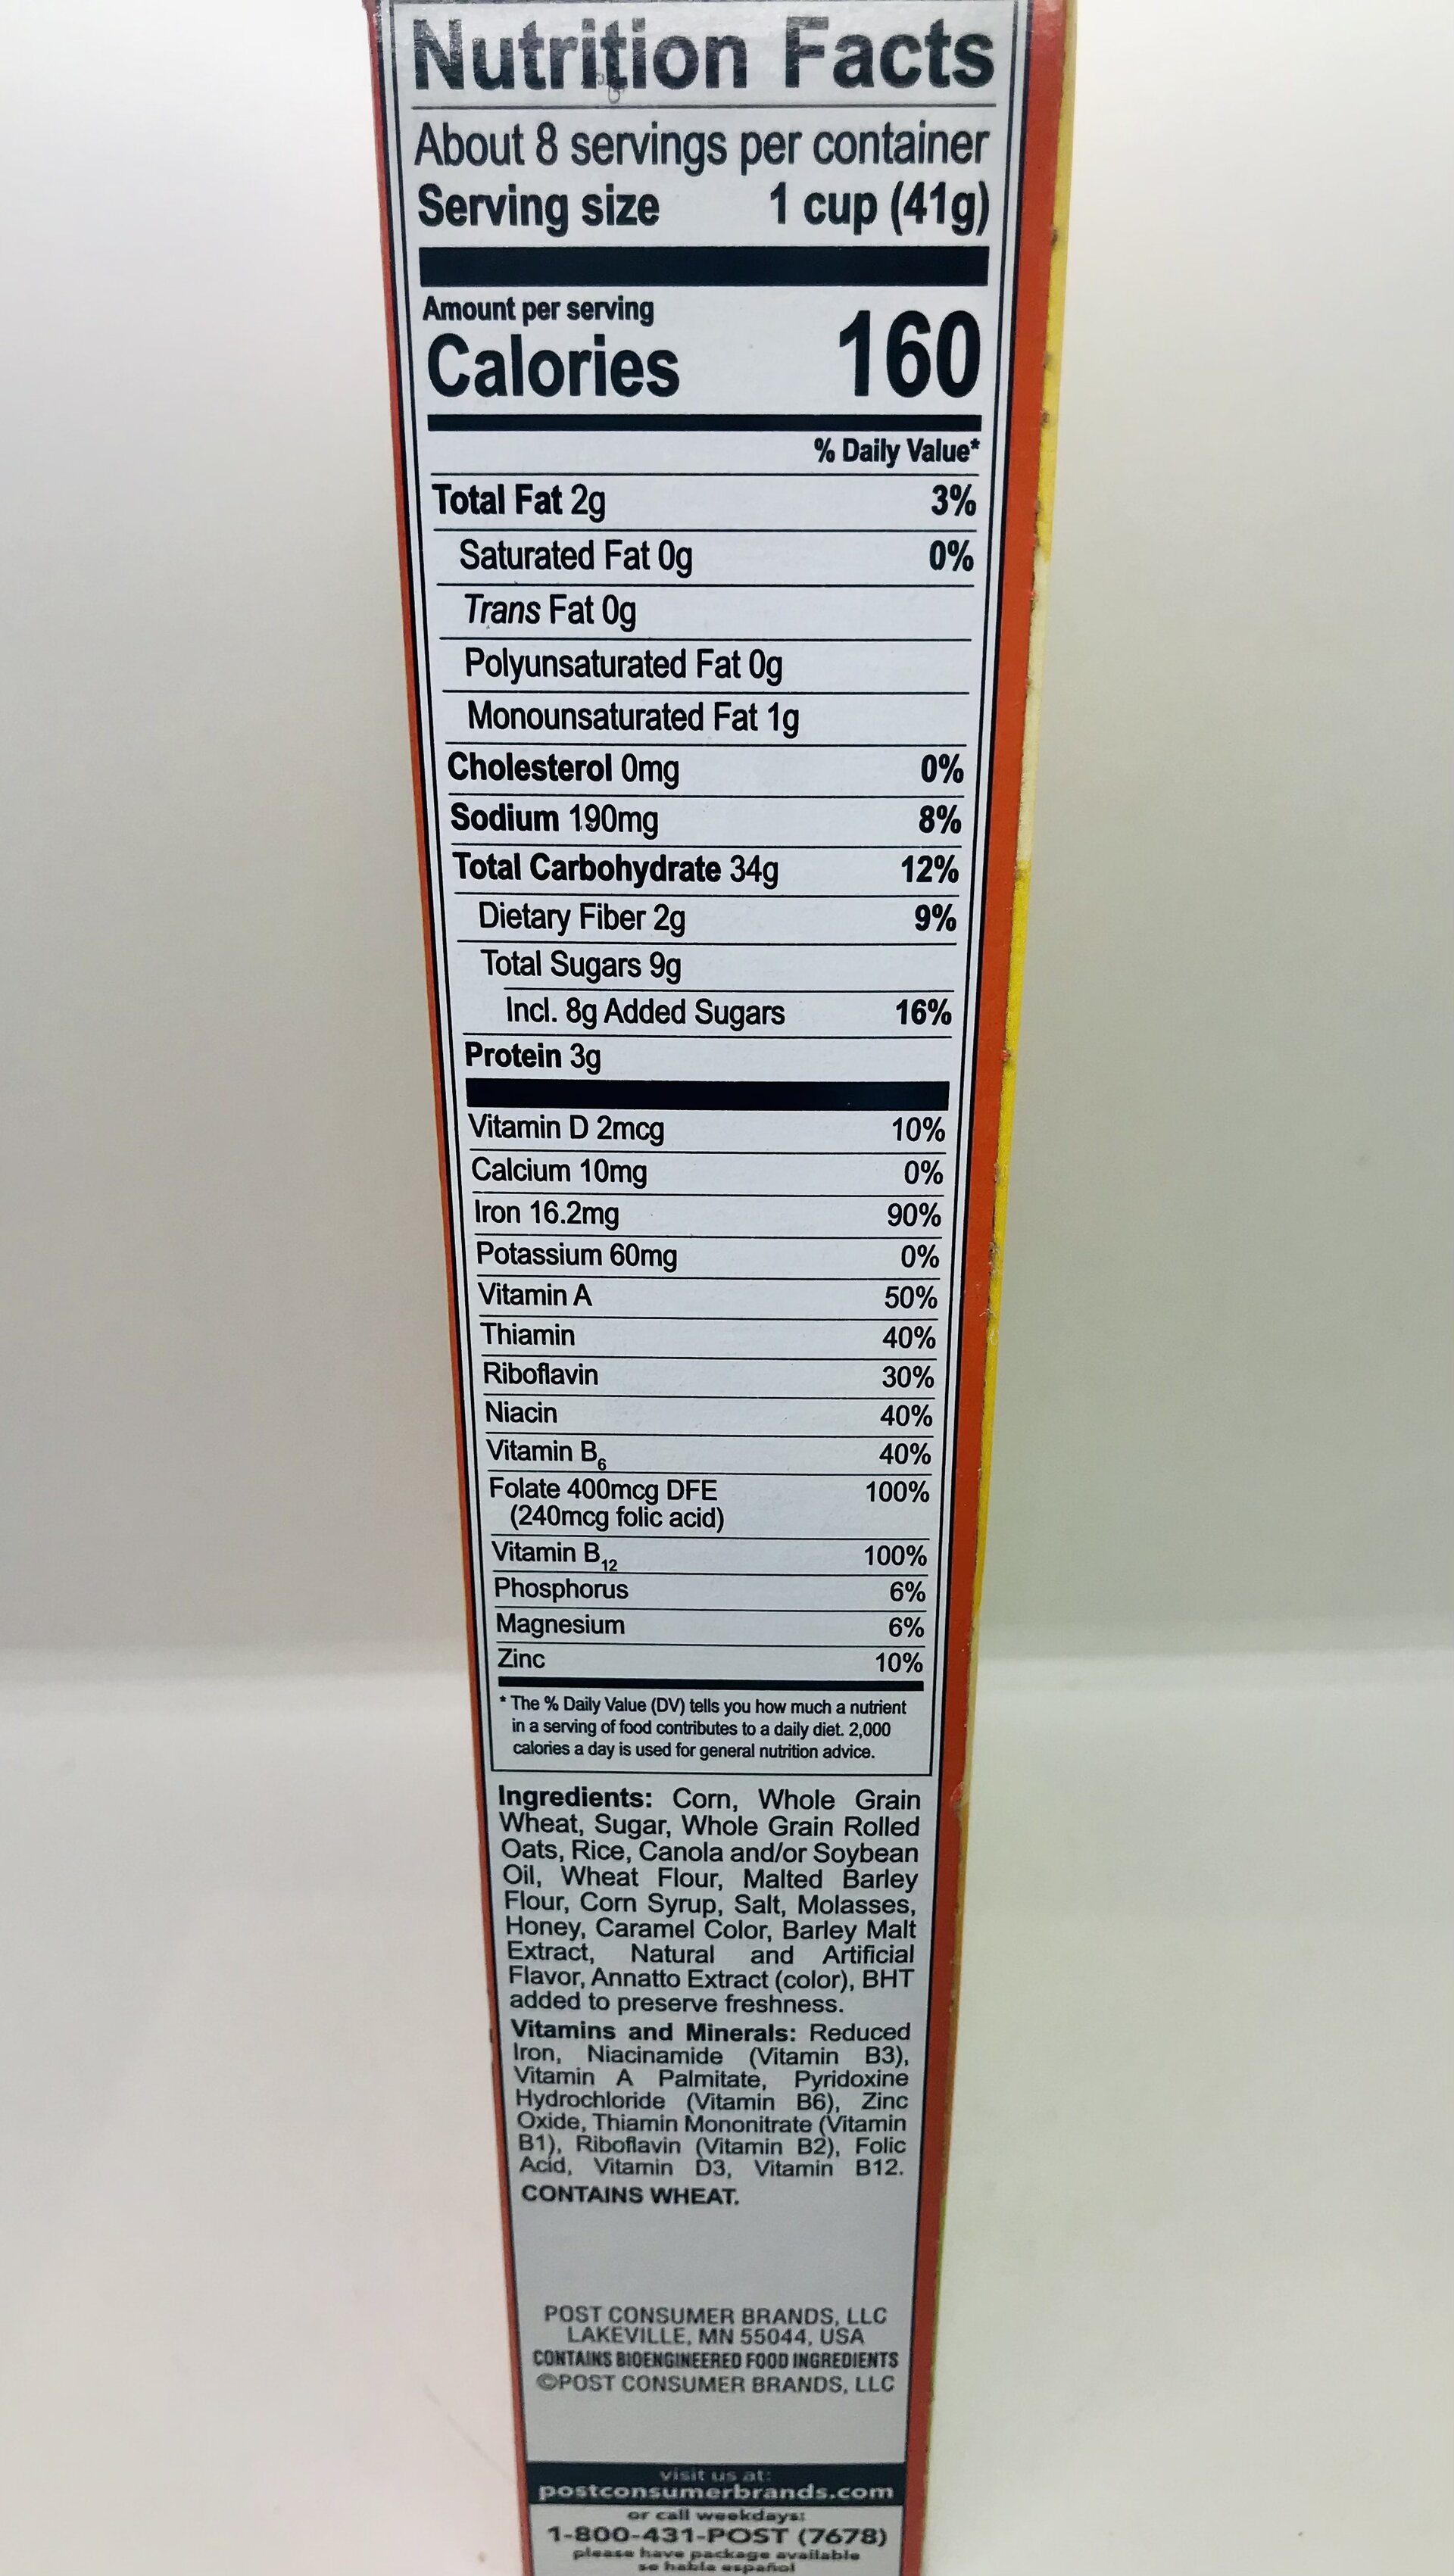 Nutrition Facts
About 8 servings per container
Serving size 1 cup (41g)
Amount per serving
Calories 160
% Daily Value*
Total Fat 2g 3%
Saturated Fat 0g 0%
Trans Fat 0g
Polyunsaturated Fat 0g
Monounsaturated Fat 1g
Cholesterol 0mg 0%
Sodium 190mg 8%
Total Carbohydrate 34g 12%
Dietary Fiber 2g 9%
Total Sugars 9g
Incl. 8g Added Sugars 16%
Protein 3g
Vitamin D 2mcg 10%
Calcium 10mg 0%
Iron 16.2mg 90%
Potassium 60mg 0%
Vitamin A 50%
Thiamin 40%
Riboflavin 30%
Niacin 40%
Vitamin B6 40%
Folate 400mcg DFE 100%
(240mcg folic acid)
Vitamin B12 100%
Phosphorus 6%
Magnesium 6%
Zinc 10%
* The % Daily Value (DV) tells you how much a nutrient
in a serving of food contributes to a daily diet. 2,000
calories a day is used for general nutrition advice.
Ingredients: Corn, Whole Grain
Wheat, Sugar, Whole Grain Rolled
Oats, Rice, Canola and/or Soybean
Oil, Wheat Flour, Malted Barley
Flour, Corn Syrup, Salt, Molasses,
Honey, Caramel Color, Barley Malt
Extract, Natural and Artificial
Flavor, Annatto Extract (color), BHT
added to preserve freshness.
Vitamins and Minerals: Reduced
Iron, Niacinamide (Vitamin B3),
Vitamin A Palmitate, Pyridoxine
Hydrochloride (Vitamin B6), Zinc
Oxide, Thiamin Mononitrate (Vitamin
B1), Riboflavin (Vitamin B2), Folic
Acid, Vitamin D3, Vitamin B12.
CONTAINS WHEAT.
POST CONSUMER BRANDS, LLC
LAKEVILLE, MN 55044, USA
CONTAINS BIOENGINEERED FOOD INGREDIENTS
©POST CONSUMER BRANDS, LLC
visit us at:
postconsumerbrands.com
or call weekdays:
1-800-431-POST (7678)
please have package available
se habla español